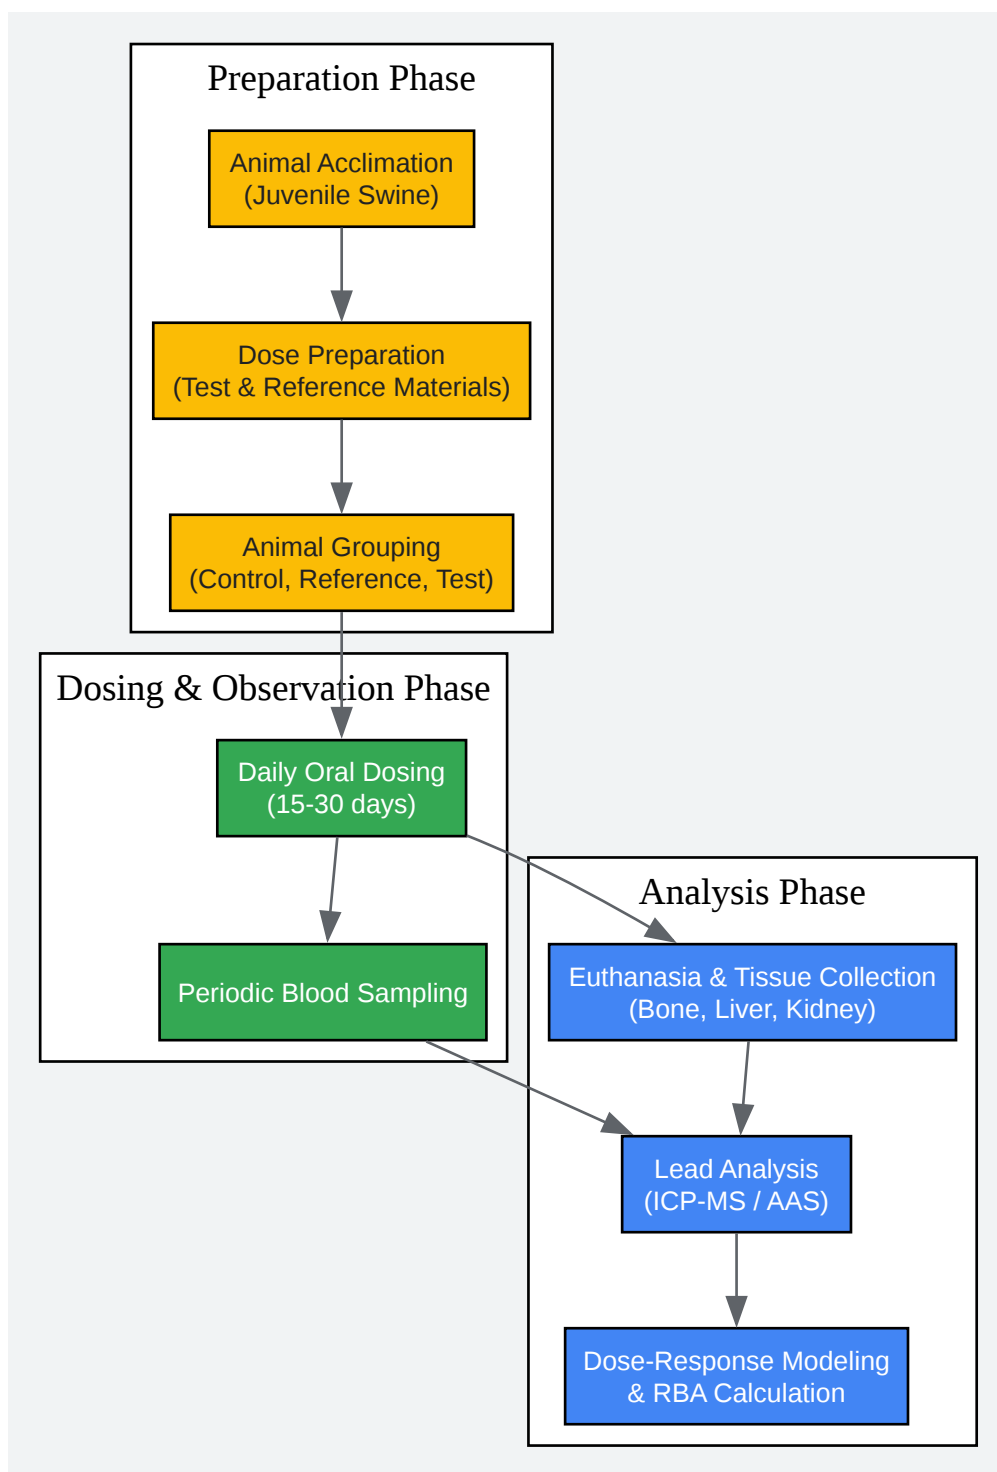 Preparation Phase
Animal Acclimation
(Juvenile Swine)
Dose Preparation
(Test & Reference Materials)
Animal Grouping
(Control, Reference, Test)
Dosing & Observation Phase
Daily Oral Dosing
(15-30 days)
Periodic Blood Sampling
Analysis Phase
Euthanasia & Tissue Collection
(Bone, Liver, Kidney)
Lead Analysis
(ICP-MS / AAS)
Dose-Response Modeling
& RBA Calculation